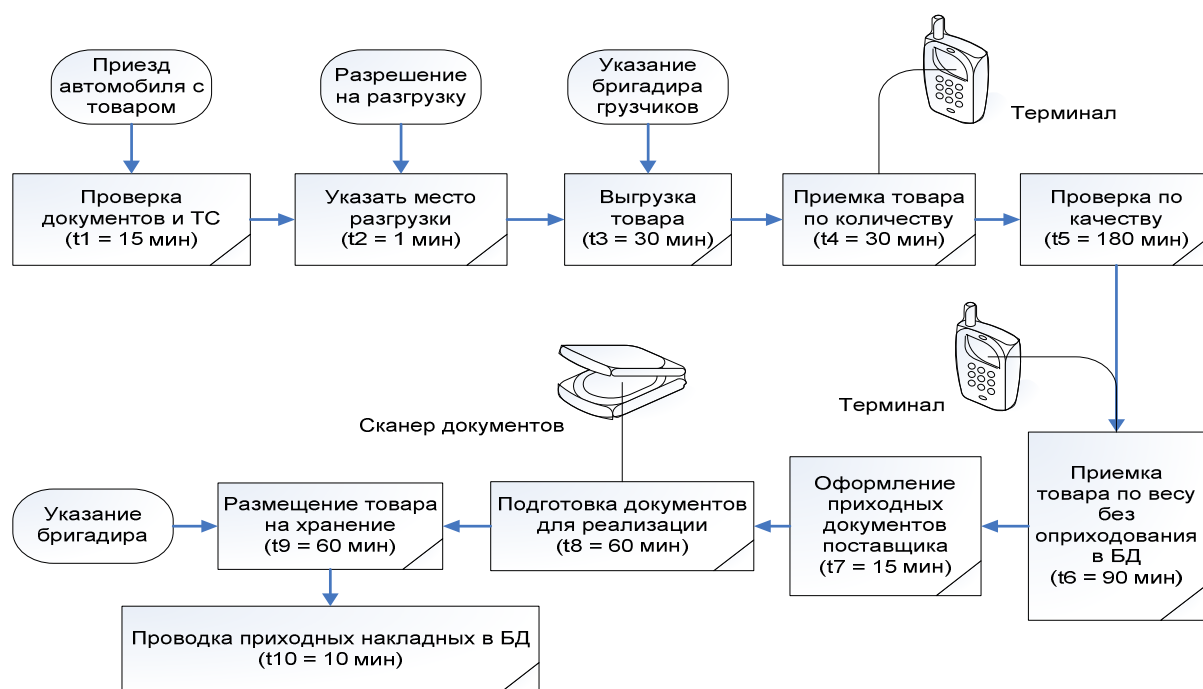 Приезд
автомобиля с
товаром
Разрешение
на разгрузку
Указание
бригадира
грузчиков
Терминал
Проверка
документов и ТС
(t1 = 15 мин)
Указать место
разгрузки
(t2 = 1 мин)
Выгрузка
товара
(t3 = 30 мин)
Приемка товара
по количеству
(t4 = 30 мин)
Проверка по
качеству
(t5 = 180 мин)
Терминал
Сканер документов
Приемка
товара по весу
без
оприходования
в БД
(t6 = 90 мин)
Оформление
приходных
документов
поставщика
(t7 = 15 мин)
Подготовка документов
для реализации
(t8 = 60 мин)
Размещение товара
на хранение
(t9 = 60 мин)
Указание
бригадира
Проводка приходных накладных в БД
(t10 = 10 мин)